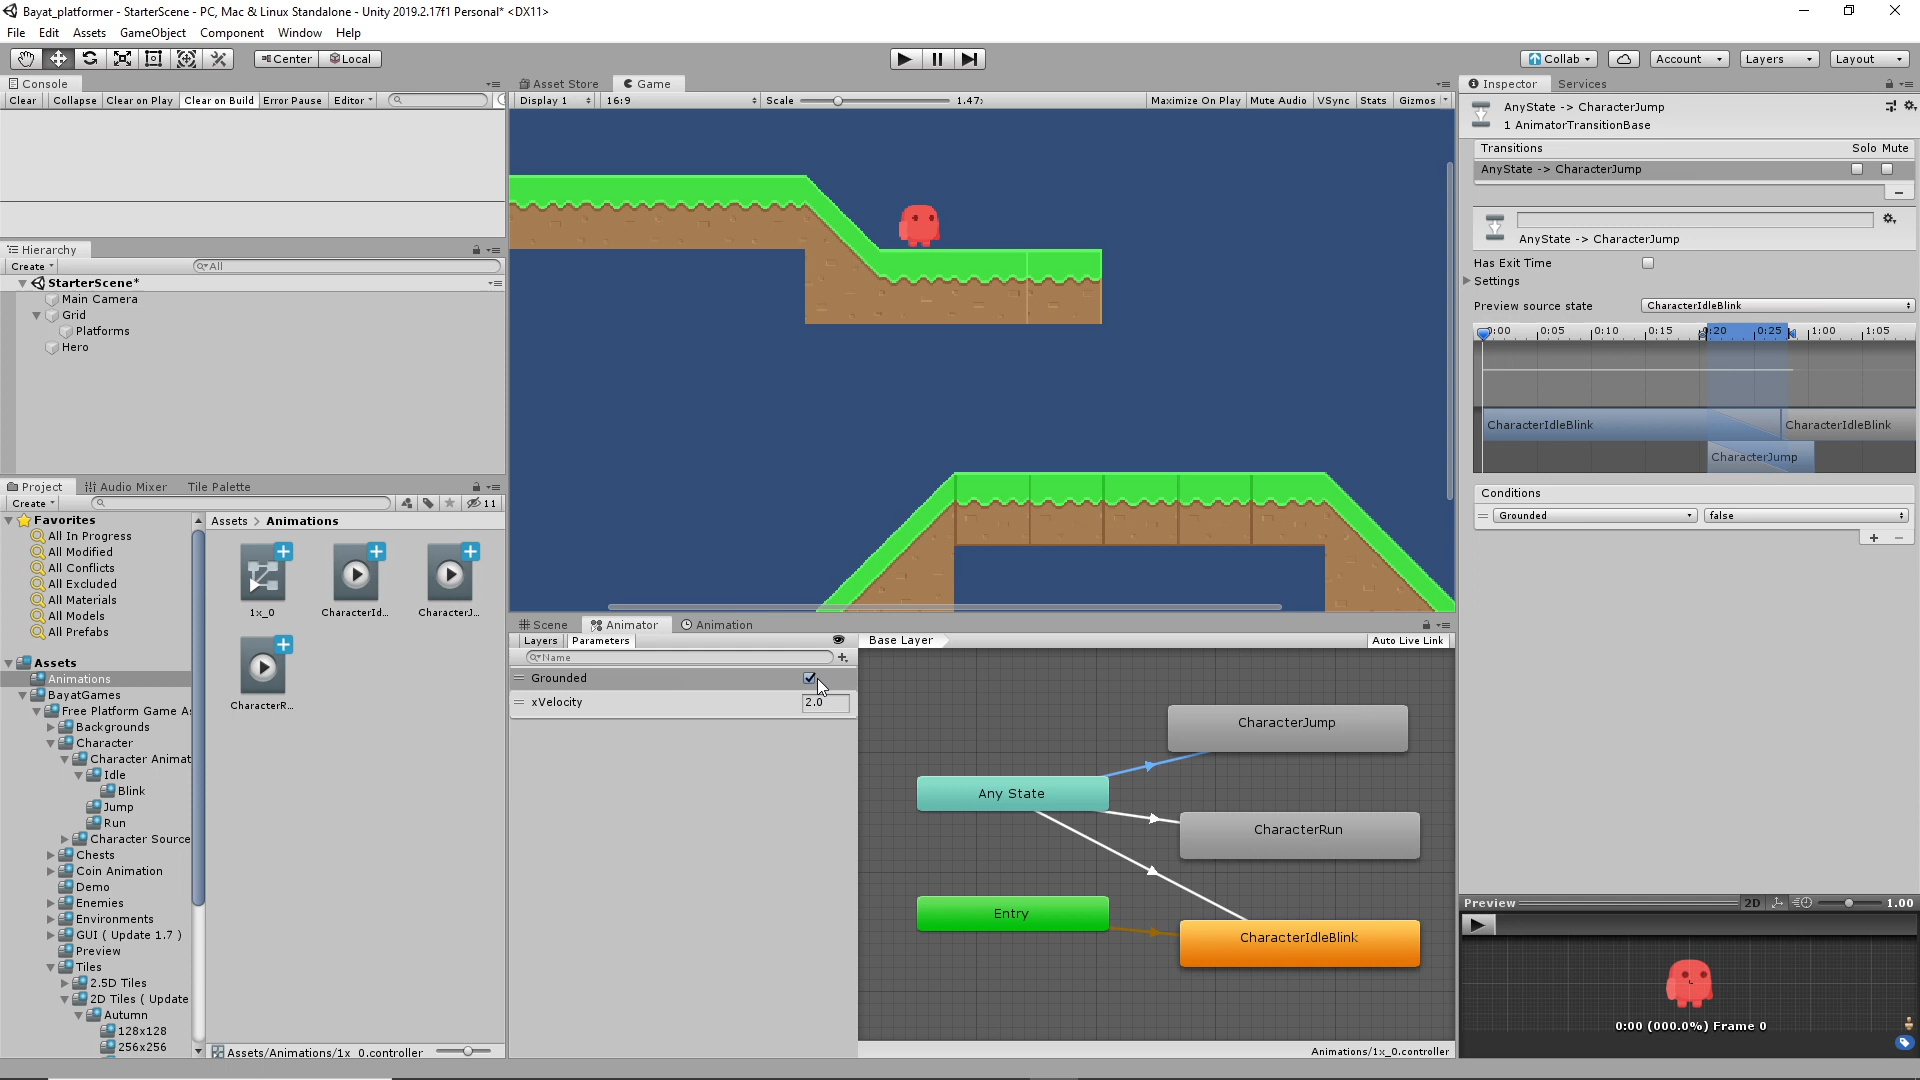 Bayat_platformer - StarterScene - PC, Mac & Linux Standalone - Unity 2019.2.17f1 Personal* <DX11>
File Edit Assets GameObject Component Window Help
Center Local
Collab Account Layers Layout
Console
Clear Collapse Clear on Play Clear on Build Error Pause Editor
Hierarchy
Create All
StarterScene*
Main Camera
Grid
Platforms
Hero
Project Audio Mixer Tile Palette
Create 11
Favorites
All In Progress
All Modified
All Conflicts
All Excluded
All Materials
All Models
All Prefabs
Assets
Animations
BayatGames
Free Platform Game A
Backgrounds
Character
Character Animat
Idle
Blink
Jump
Run
Character Source
Chests
Coin Animation
Demo
Enemies
Environments
GUI ( Update 1.7 )
Preview
Tiles
2.5D Tiles
2D Tiles ( Update
Autumn
128x128
256x256
Assets > Animations
1x_0
CharacterId...
CharacterJ...
CharacterR...
Assets/Animations/1x_0.controller
Asset Store Game
Display 1 16:9 Scale 1.47 Maximize On Play Mute Audio VSync Stats Gizmos
Scene Animator Animation
Layers Parameters Base Layer Auto Live Link
Name
Grounded
xVelocity 2.0
CharacterJump
Any State
CharacterRun
Entry
CharacterIdleBlink
Animations/1x_0.controller
Inspector Services
AnyState -> CharacterJump
1 AnimatorTransitionBase
Transitions Solo Mute
AnyState -> CharacterJump
AnyState -> CharacterJump
Has Exit Time
Settings
Preview source state CharacterIdleBlink
0:00 0:05 0:10 0:15 0:20 0:25 1:00 1:05
CharacterIdleBlink CharacterIdleBlink
CharacterJump
Conditions
Grounded false
Preview 2D 1.00
0:00 (000.0%) Frame 0